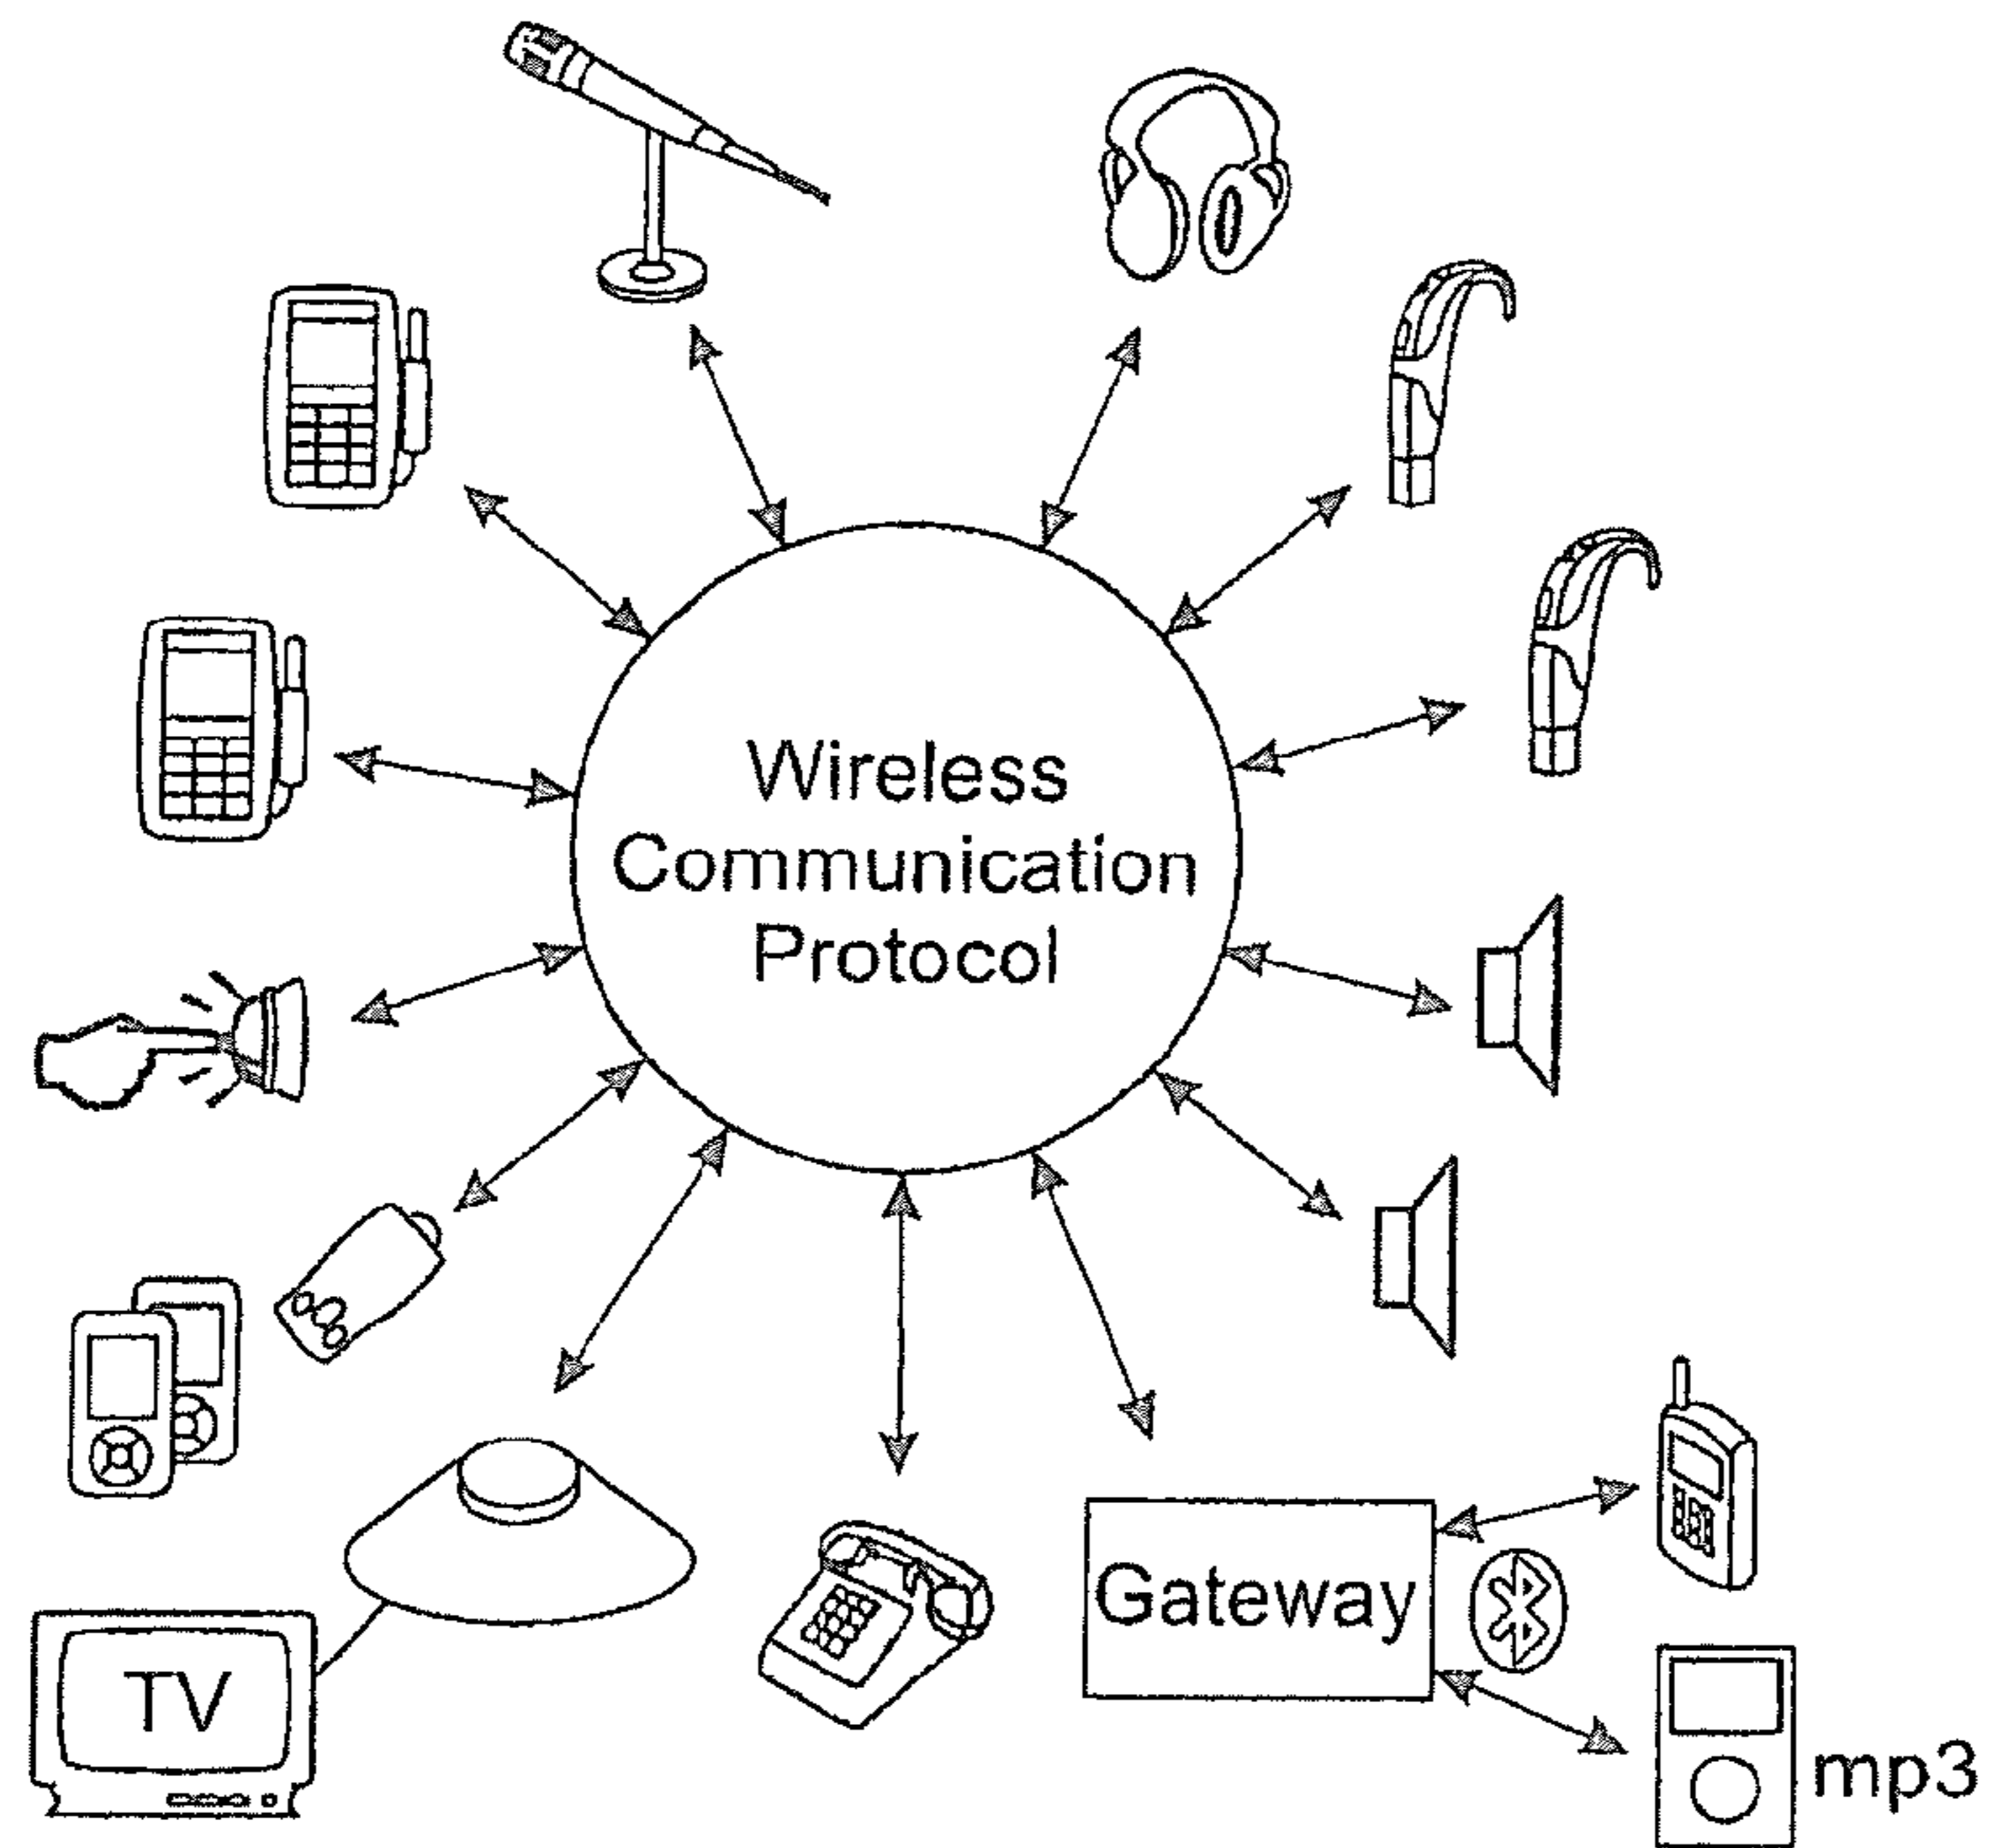 Wireless
Communication
Protocol
Gateway
TV
mp3